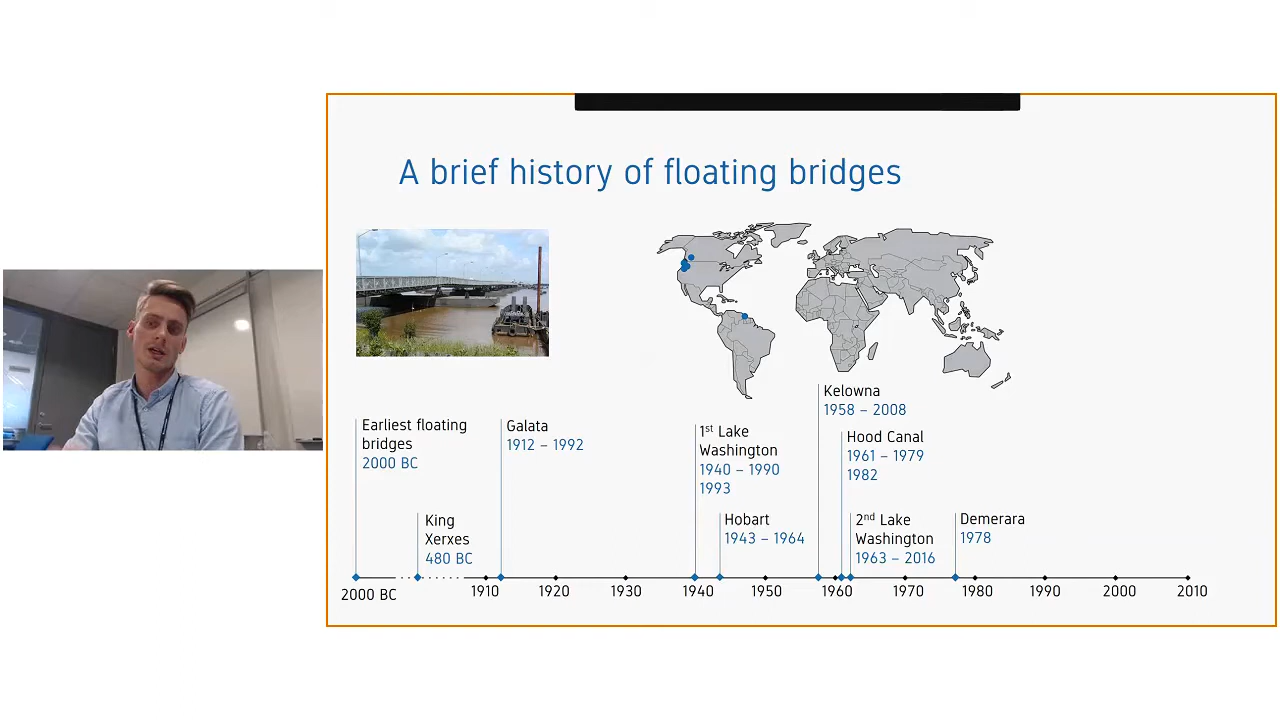 A brief history of floating bridges
Kelowna
1958 – 2008
Earliest floating
bridges
2000 BC
Galata
1912 – 1992
1st Lake
Washington
1940 – 1990
1993
Hood Canal
1961 – 1979
1982
King
Xerxes
480 BC
Hobart
1943 – 1964
2nd Lake
Washington
1963 – 2016
Demerara
1978
2000 BC 1910 1920 1930 1940 1950 1960 1970 1980 1990 2000 2010